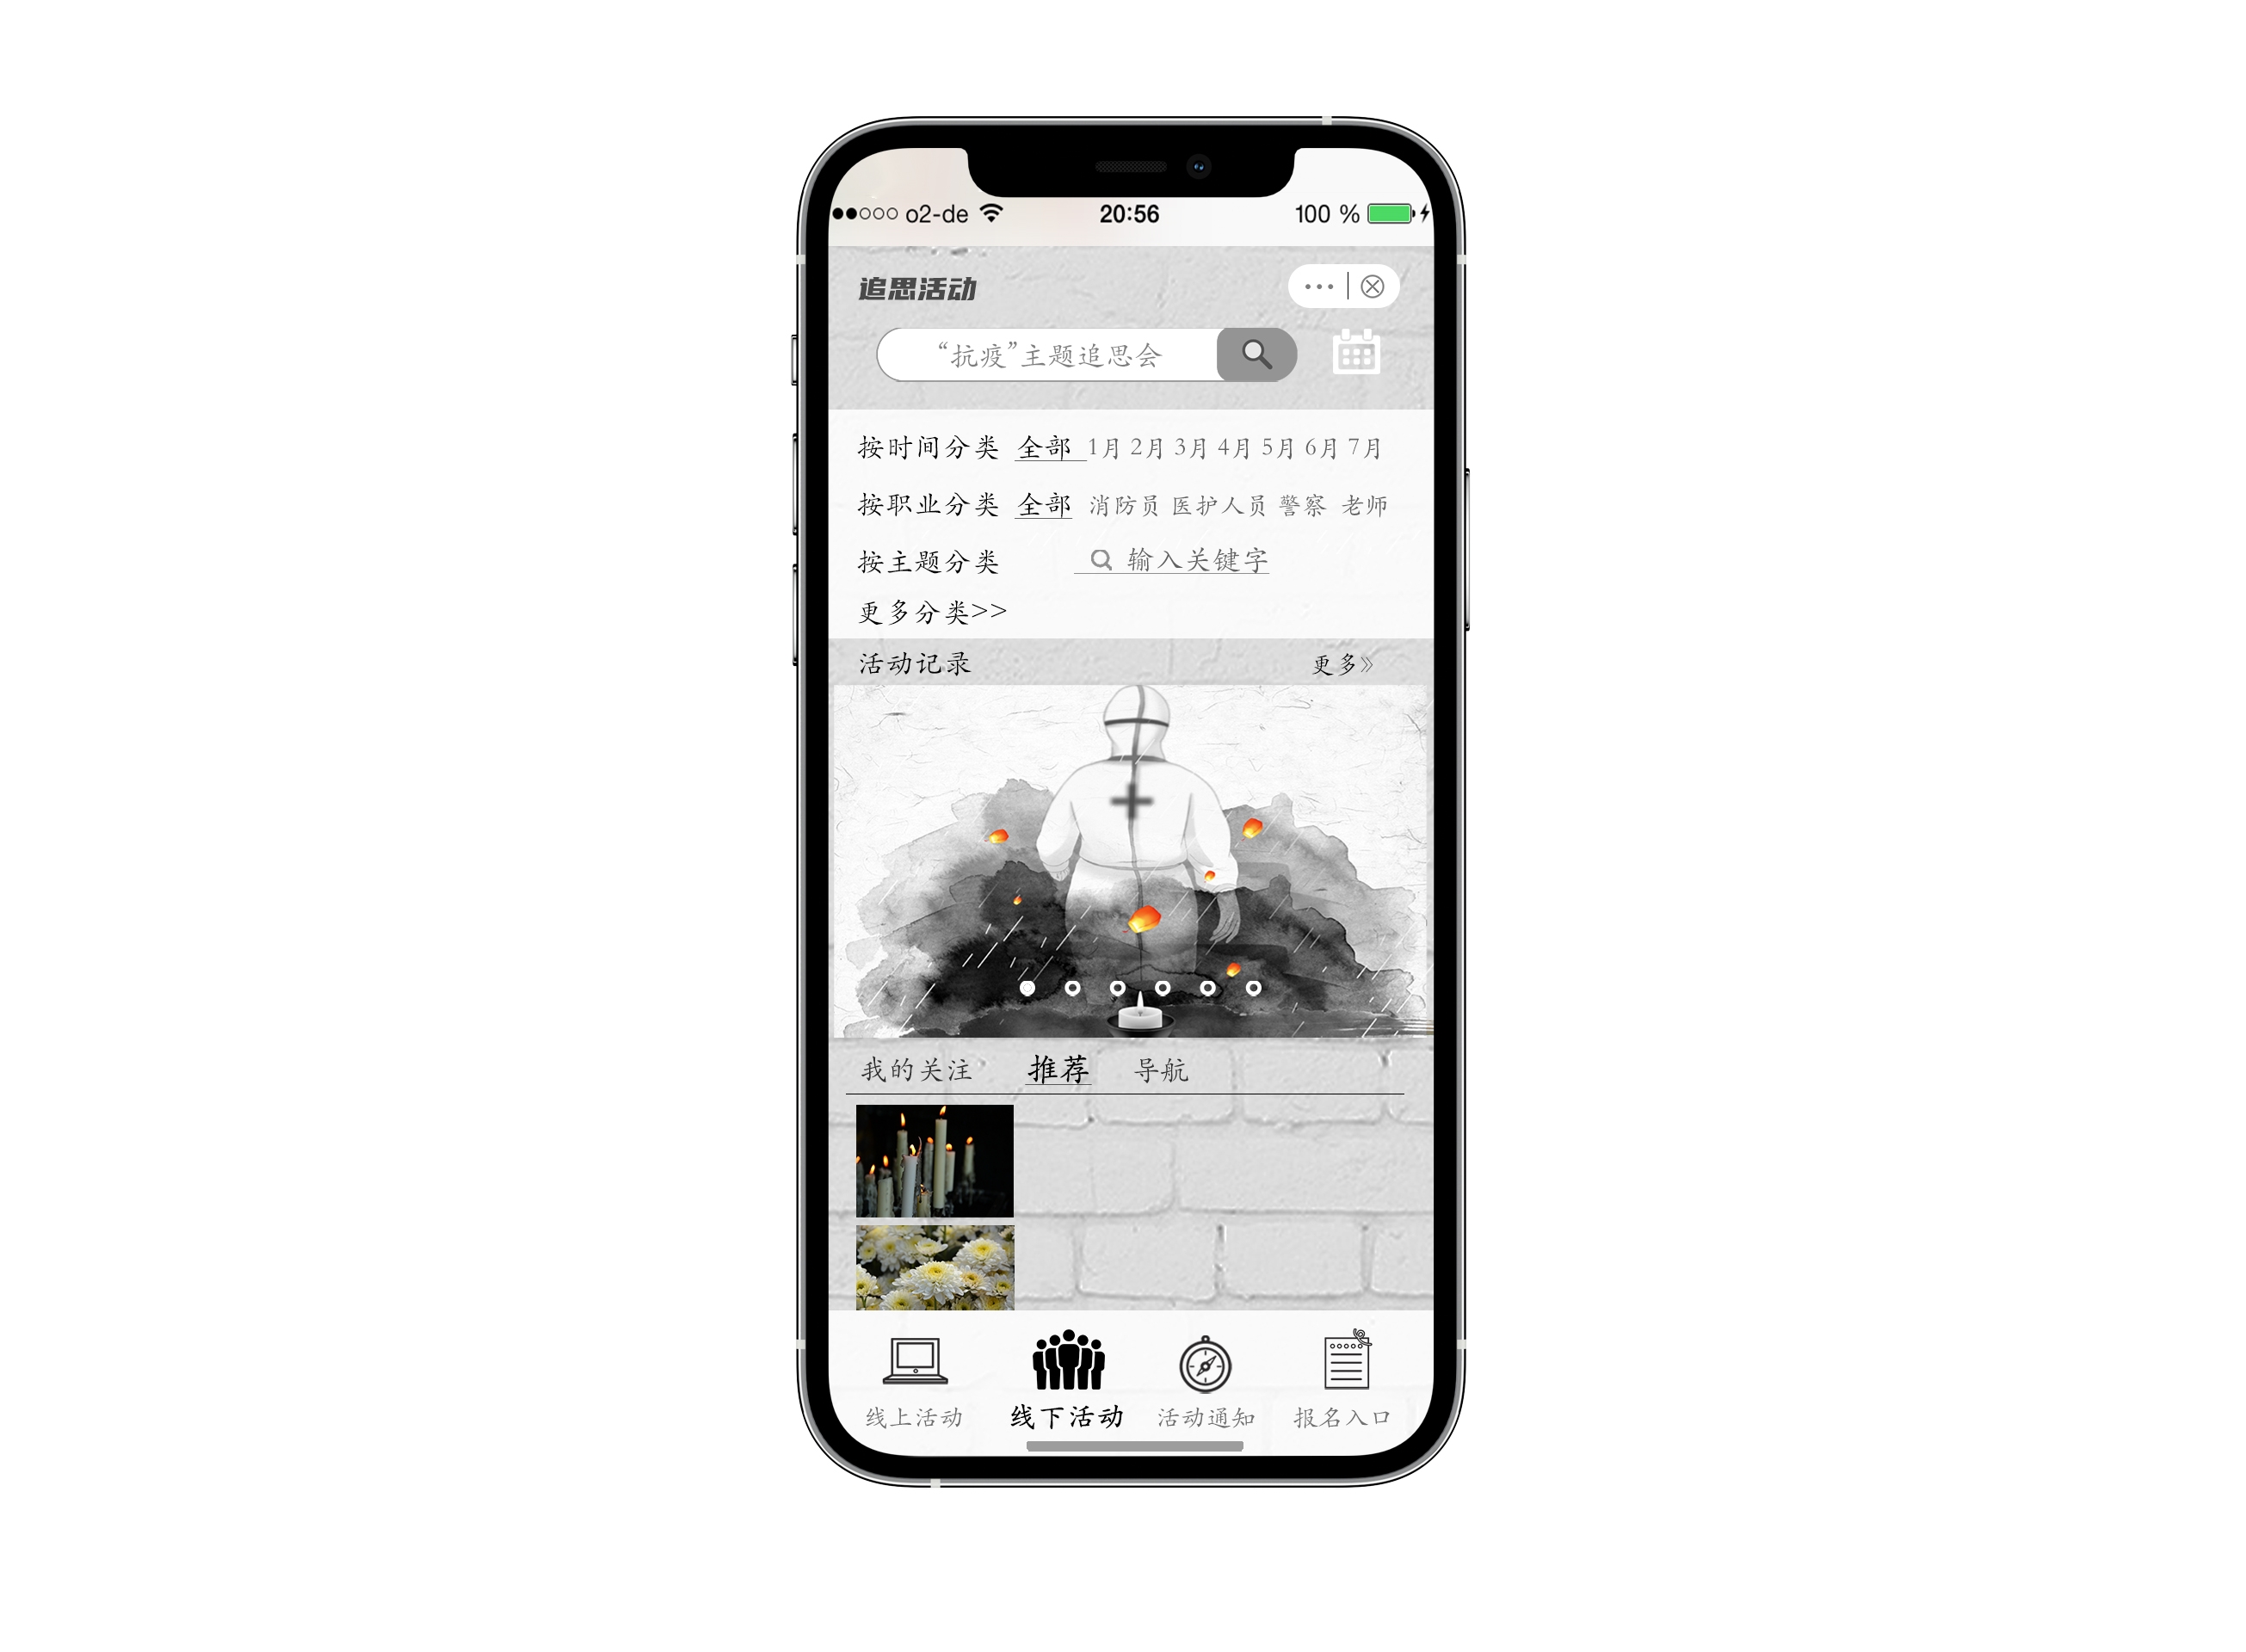 o2-de 20:56 100 %
追思活动
“抗疫”主题追思会
按时间分类 全部 1月 2月 3月 4月 5月 6月 7月
按职业分类 全部 消防员 医护人员 警察 老师
按主题分类 输入关键字
更多分类>>
活动记录 更多》
我的关注 推荐 导航
线上活动 线下活动 活动通知 报名入口